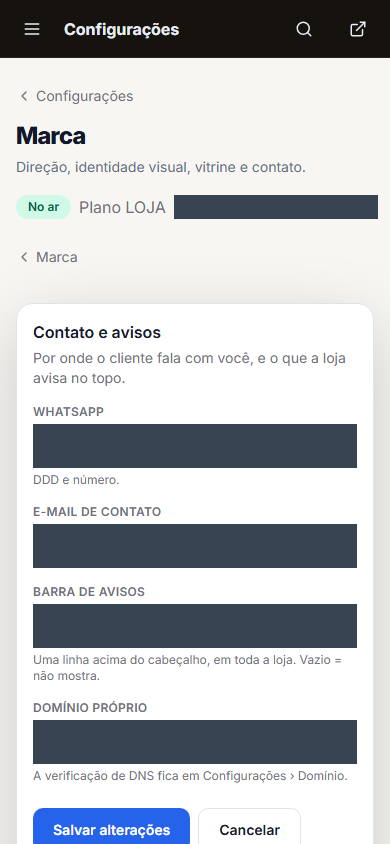 Configurações
Configurações
Marca
Direção, identidade visual, vitrine e contato.
No ar
Plano LOJA
Marca
Contato e avisos
Por onde o cliente fala com você, e o que a loja
avisa no topo.
WHATSAPP
DDD e número.
E-MAIL DE CONTATO
BARRA DE AVISOS
Uma linha acima do cabeçalho, em toda a loja. Vazio =
não mostra.
DOMÍNIO PRÓPRIO
A verificação de DNS fica em Configurações › Domínio.
Salvar alterações
Cancelar